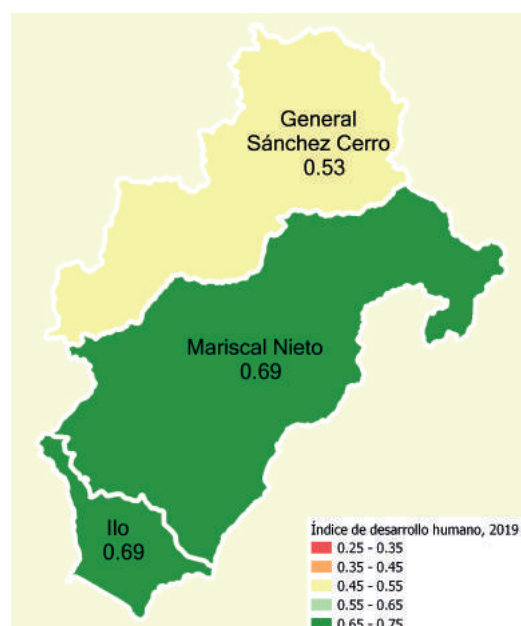 General
Sánchez Cerro
0.53
Mariscal Nieto
0.69
Ilo
0.69
Índice de desarrollo humano, 2019
0.25 - 0.35
0.35 - 0.45
0.45 - 0.55
0.55 - 0.65
0.65 - 0.75